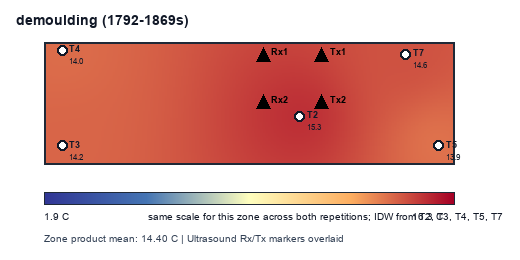 demoulding (1792-1869s)
T4
14.0
Rx1
Tx1
T7
14.6
Rx2
Tx2
T2
15.3
T3
14.2
T5
13.9
1.9 C
same scale for this zone across both repetitions; IDW from T2, T3, T4, T5, T7
Zone product mean: 14.40 C | Ultrasound Rx/Tx markers overlaid